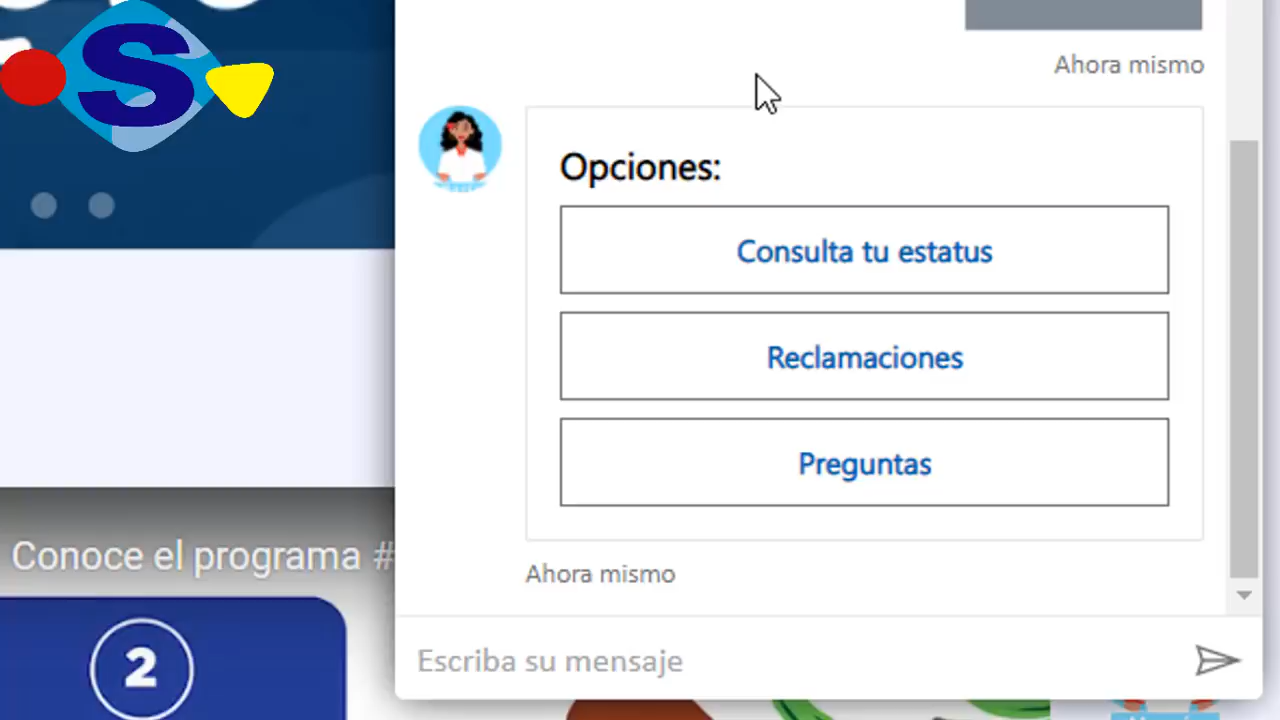 Ahora mismo
S
Opciones:
Consulta tu estatus
Reclamaciones
Preguntas
Conoce el programa #
Ahora mismo
2
Escriba su mensaje